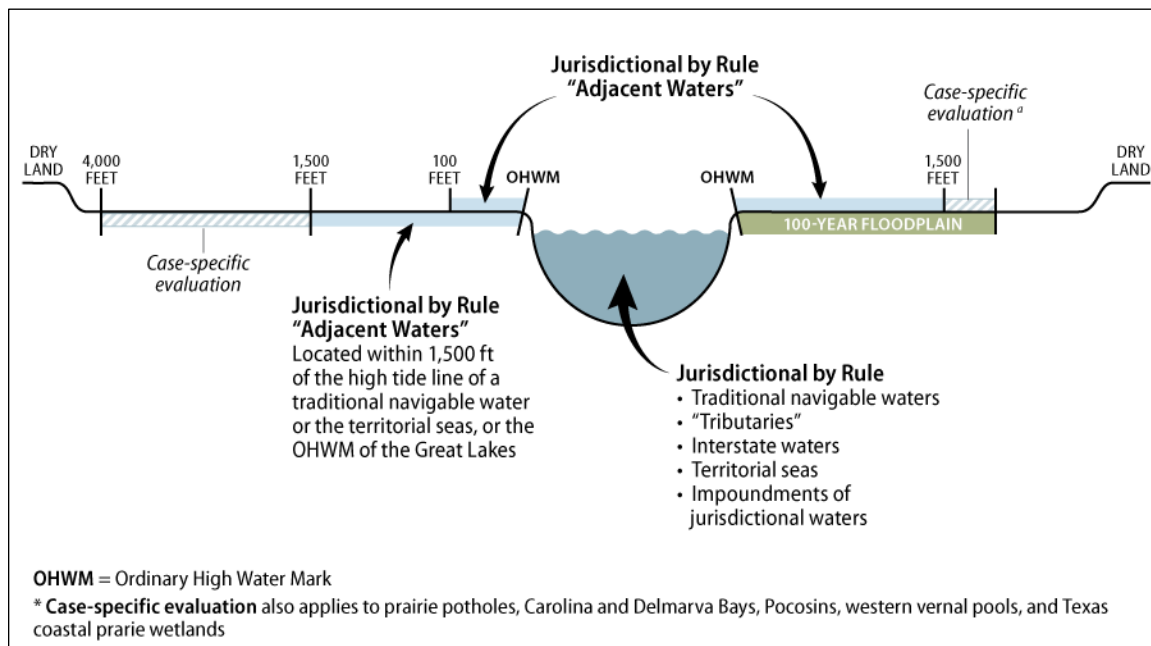 Jurisdictional by Rule
“Adjacent Waters”
Case-specific
evaluation a
DRY
LAND
4,000
FEET
1,500
FEET
100
FEET
OHWM
OHWM
1,500
FEET
DRY
LAND
100-YEAR FLOODPLAIN
Case-specific
evaluation
Jurisdictional by Rule
“Adjacent Waters”
Located within 1,500 ft
of the high tide line of a
traditional navigable water
or the territorial seas, or the
OHWM of the Great Lakes
Jurisdictional by Rule
• Traditional navigable waters
• “Tributaries”
• Interstate waters
• Territorial seas
• Impoundments of
jurisdictional waters
OHWM = Ordinary High Water Mark
* Case-specific evaluation also applies to prairie potholes, Carolina and Delmarva Bays, Pocosins, western vernal pools, and Texas
coastal prarie wetlands